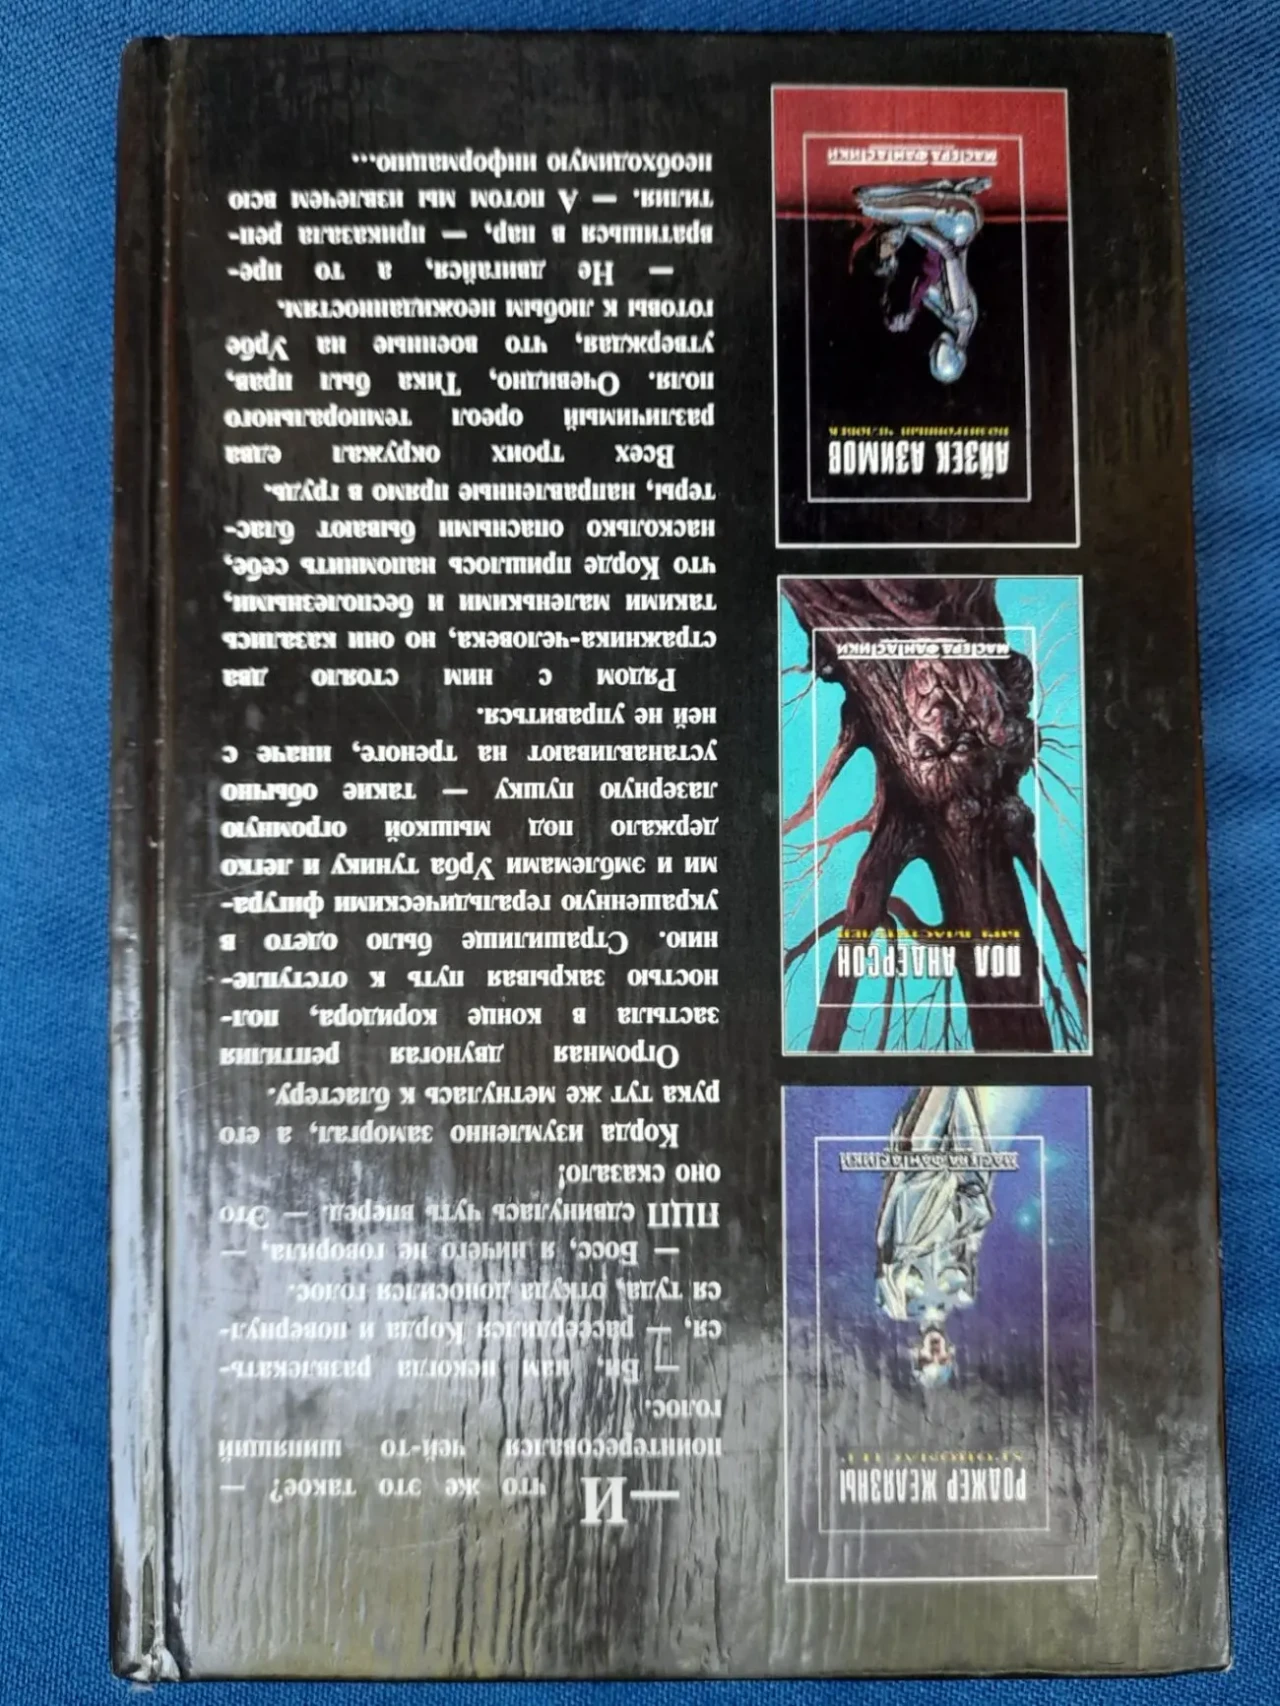 —И что же это такое? —
поинтересовался чей-то шипящий
голос.
— Ви, нам некогда развлекать-
ся, — рассердился Корда и повернул-
ся туда, откуда доносился голос.
— Босс, я ничего не говорила, —
ПЦП сдвинулась чуть вперед. — Это
оно сказало!
Корда изумленно заморгал, а его
рука тут же метнулась к бластеру.
Огромная двуногая рептилия
застыла в конце коридора, пол-
ностью закрывая путь к отступле-
нию. Страшилище было одето в
украшенную геральдическими фигура-
ми и эмблемами Урба тунику и легко
держало под мышкой огромную
лазерную пушку — такие обычно
устанавливают на треноге, иначе с
ней не управиться.
Рядом с ним стояло два
стражника-человека, но они казались
такими маленькими и бесполезными,
что Корде пришлось напомнить себе,
насколько опасными бывают блас-
теры, направленные прямо в грудь.
Всех троих окружал едва
различимый ореол темпорального
поля. Очевидно, Тика был прав,
утверждая, что военные на Урбе
готовы к любым неожиданностям.
— Не двигайся, а то пре-
вратишься в пар, — приказала реп-
тилия. — А потом мы извлечем всю
необходимую информацию...
РОДЖЕР ЖЕЛЯЗНЫ
МАСТЕРА ФАНТАСТИКИ
ПОЛ АНДЕРСОН
БИЧ ВЛАСТИТЕЛЕЙ
МАСТЕРА ФАНТАСТИКИ
АЙЗЕК АЗИМОВ
ПОЗИТРОННЫЙ ЧЕЛОВЕК
МАСТЕРА ФАНТАСТИКИ